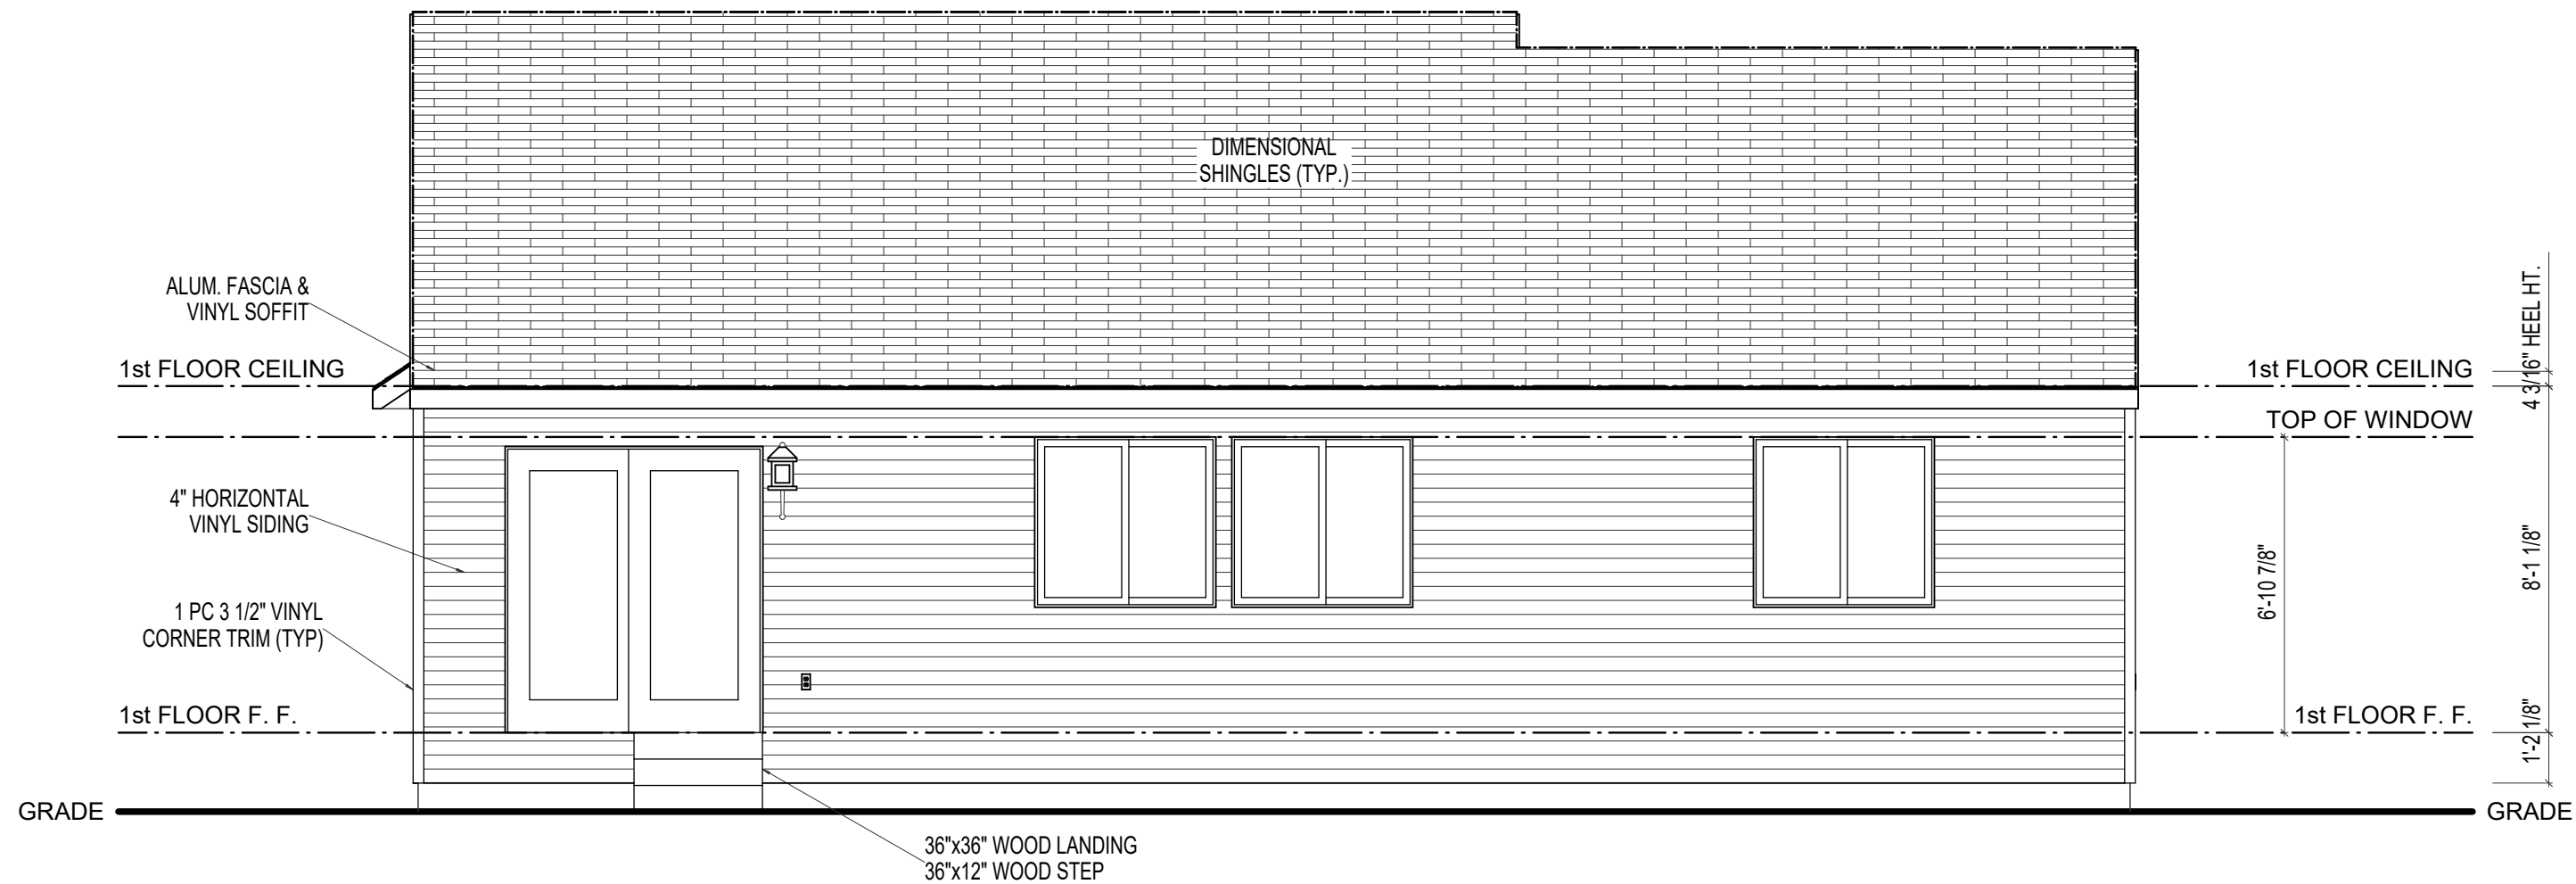 DIMENSIONAL
SHINGLES (TYP.)
ALUM. FASCIA &
VINYL SOFFIT
1st FLOOR CEILING
1st FLOOR CEILING
4 3/16" HEEL HT.
TOP OF WINDOW
4" HORIZONTAL
VINYL SIDING
8'-1 1/8"
6'-10 7/8"
1 PC 3 1/2" VINYL
CORNER TRIM (TYP)
1st FLOOR F. F.
1st FLOOR F. F.
1'-2 1/8"
GRADE
GRADE
36"x36" WOOD LANDING
36"x12" WOOD STEP